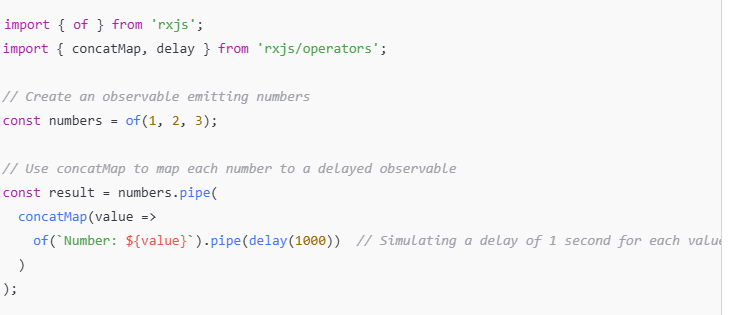 import { of } from 'rxjs';
import { concatMap, delay } from 'rxjs/operators';
// Create an observable emitting numbers
const numbers = of(1, 2, 3);
// Use concatMap to map each number to a delayed observable
const result = numbers.pipe(
concatMap(value =>
of(`Number: ${value}`).pipe(delay(1000))  // Simulating a delay of 1 second for each value
)
);